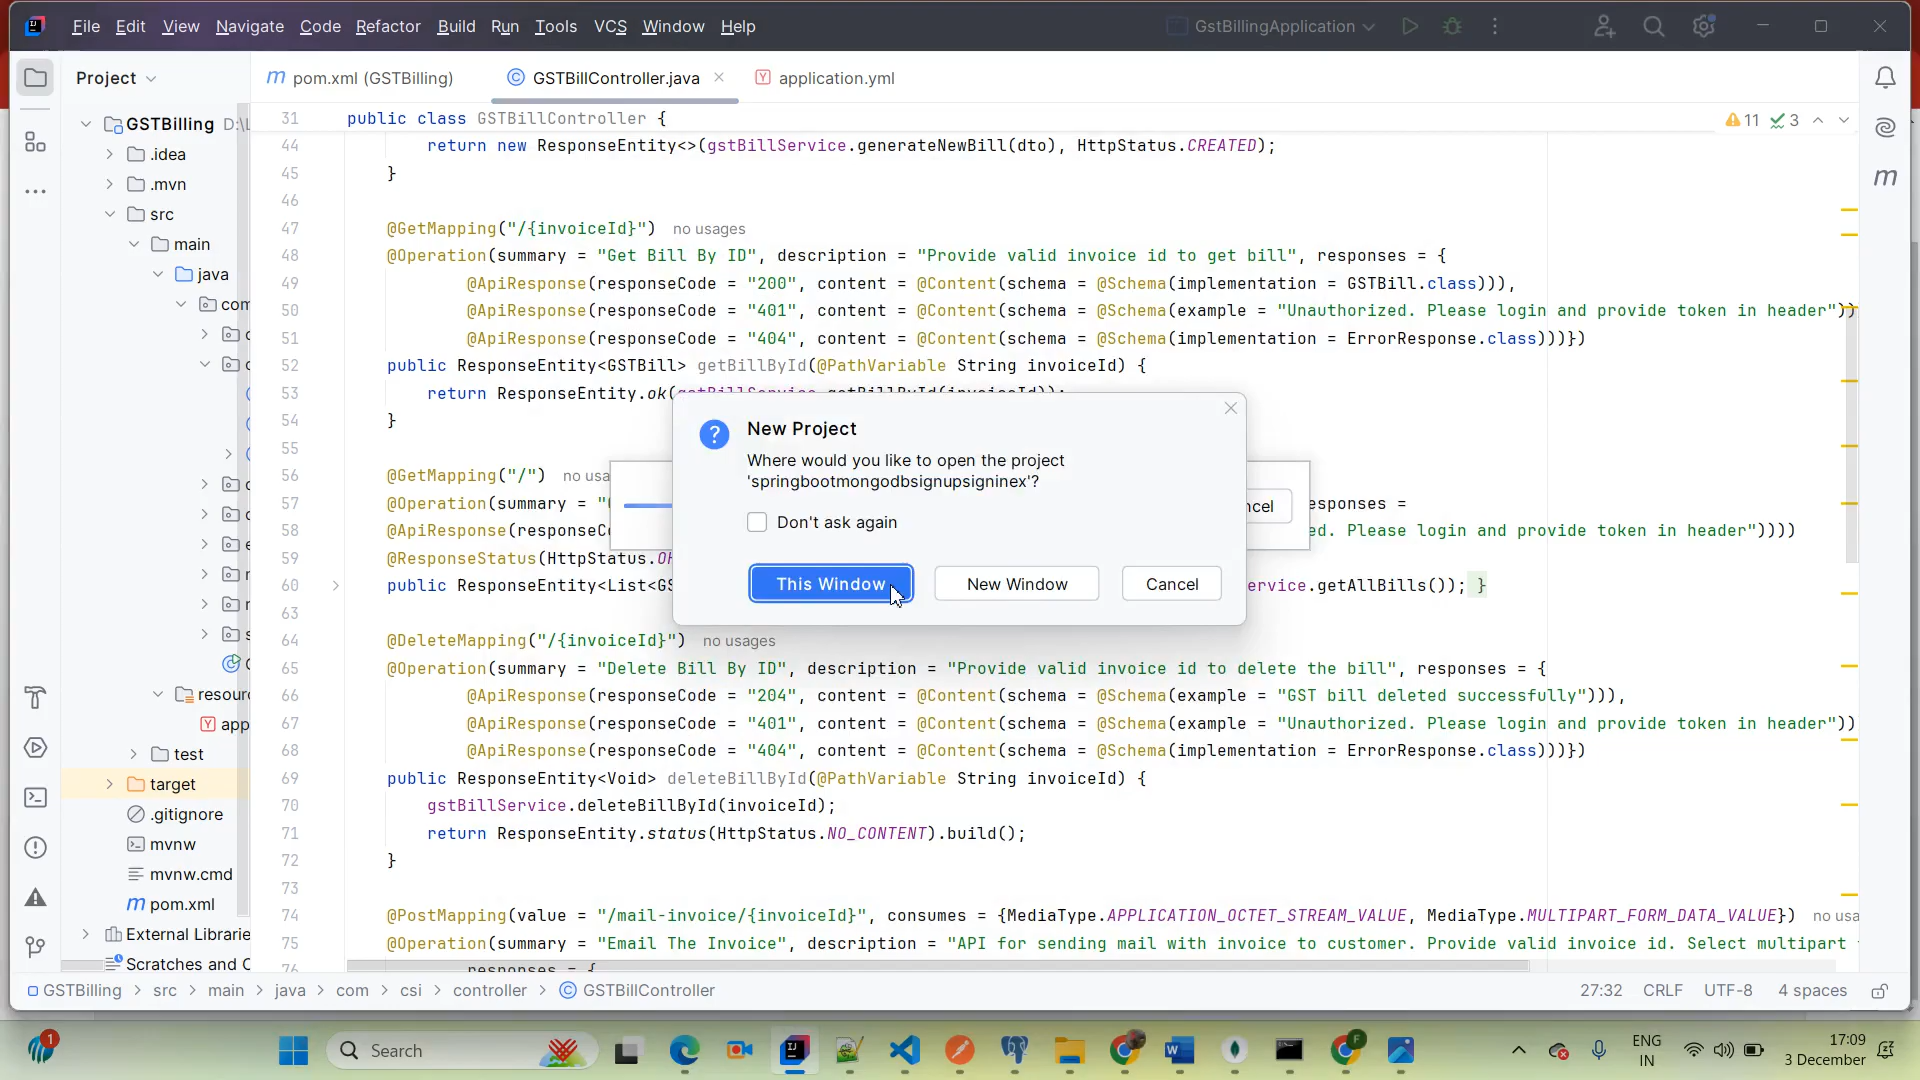 File Edit View Navigate Code Refactor Build Run Tools VCS Window Help
GstBillingApplication
Project
pom.xml (GSTBilling)
GSTBillController.java
application.yml
GSTBilling D:\
.idea
.mvn
src
main
java
com
resour
app
test
target
.gitignore
mvnw
mvnw.cmd
pom.xml
External Librarie
Scratches and C
11 3
31 public class GSTBillController {
44 return new ResponseEntity<>(gstBillService.generateNewBill(dto), HttpStatus.CREATED);
45 }
46
47 @GetMapping("/{invoiceId}") no usages
48 @Operation(summary = "Get Bill By ID", description = "Provide valid invoice id to get bill", responses = {
49 @ApiResponse(responseCode = "200", content = @Content(schema = @Schema(implementation = GSTBill.class))),
50 @ApiResponse(responseCode = "401", content = @Content(schema = @Schema(example = "Unauthorized. Please login and provide token in header"))
51 @ApiResponse(responseCode = "404", content = @Content(schema = @Schema(implementation = ErrorResponse.class)))})
52 public ResponseEntity<GSTBill> getBillById(@PathVariable String invoiceId) {
53 return ResponseEntity.ok(gstBillService.getBillById(invoiceId));
54 }
55
56 @GetMapping("/") no usa
57 @Operation(summary = "  responses =
58 @ApiResponse(responseCo  ed. Please login and provide token in header"))))
59 @ResponseStatus(HttpStatus.O
60 public ResponseEntity<List<GS  ervice.getAllBills()); }
63
64 @DeleteMapping("/{invoiceId}") no usages
65 @Operation(summary = "Delete Bill By ID", description = "Provide valid invoice id to delete the bill", responses = {
66 @ApiResponse(responseCode = "204", content = @Content(schema = @Schema(example = "GST bill deleted successfully"))),
67 @ApiResponse(responseCode = "401", content = @Content(schema = @Schema(example = "Unauthorized. Please login and provide token in header"))
68 @ApiResponse(responseCode = "404", content = @Content(schema = @Schema(implementation = ErrorResponse.class)))})
69 public ResponseEntity<Void> deleteBillById(@PathVariable String invoiceId) {
70 gstBillService.deleteBillById(invoiceId);
71 return ResponseEntity.status(HttpStatus.NO_CONTENT).build();
72 }
73
74 @PostMapping(value = "/mail-invoice/{invoiceId}", consumes = {MediaType.APPLICATION_OCTET_STREAM_VALUE, MediaType.MULTIPART_FORM_DATA_VALUE}) no usa
75 @Operation(summary = "Email The Invoice", description = "API for sending mail with invoice to customer. Provide valid invoice id. Select multipart
76 responses = {
New Project
Where would you like to open the project
'springbootmongodbsignupsigninex'?
Don't ask again
This Window New Window Cancel
ncel
GSTBilling > src > main > java > com > csi > controller > GSTBillController
27:32 CRLF UTF-8 4 spaces
1
Search
ENG
IN
17:09
3 December